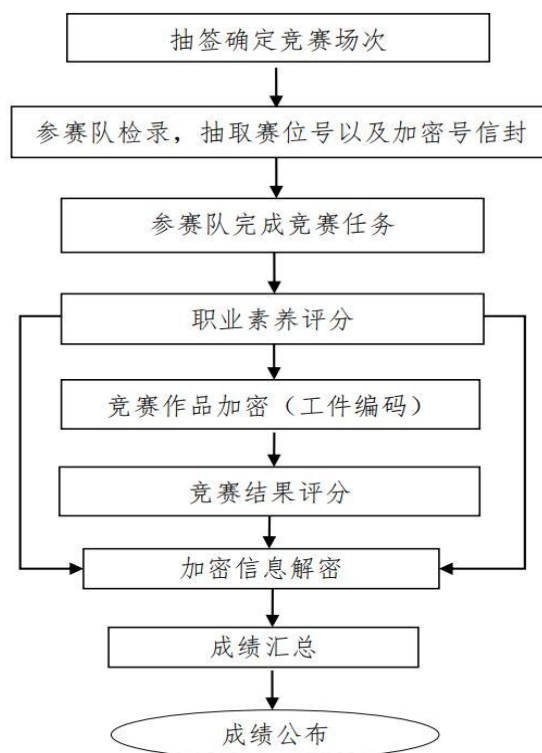 抽签确定竞赛场次
参赛队检录，抽取赛位号以及加密号信封
参赛队完成竞赛任务
职业素养评分
竞赛作品加密（工件编码）
竞赛结果评分
加密信息解密
成绩汇总
成绩公布